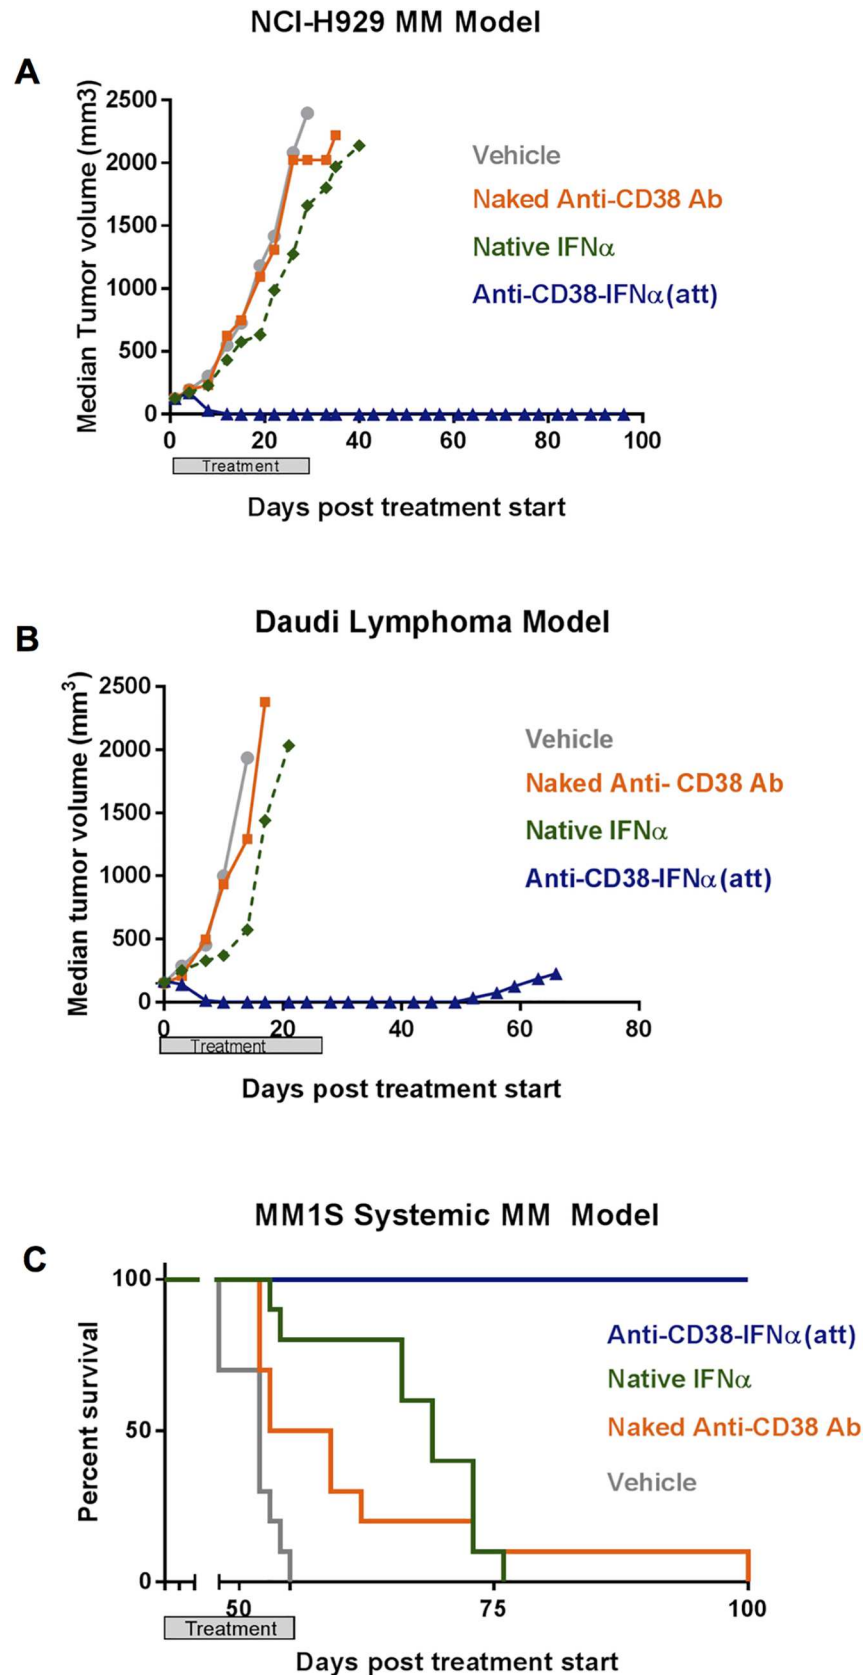 NCI-H929 MM Model
A
Median Tumor volume (mm3)
2500
2000
1500
1000
500
0
Vehicle
Naked Anti-CD38 Ab
Native IFNα
Anti-CD38-IFNα(att)
0 20 40 60 80 100
Treatment
Days post treatment start
Daudi Lymphoma Model
B
Median tumor volume (mm³)
2500
2000
1500
1000
500
0
Vehicle
Naked Anti- CD38 Ab
Native IFNα
Anti-CD38-IFNα(att)
0 20 40 60 80
Treatment
Days post treatment start
MM1S Systemic MM Model
C
Percent survival
100
50
0
Anti-CD38-IFNα(att)
Native IFNα
Naked Anti-CD38 Ab
Vehicle
50 75 100
Treatment
Days post treatment start